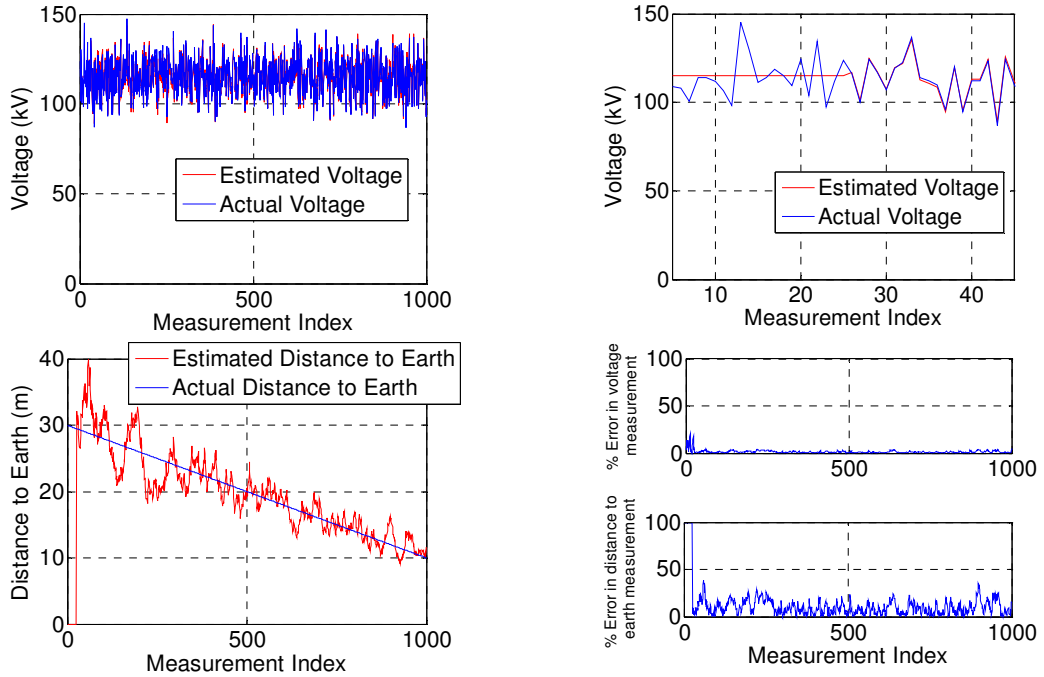 150
100
50
0
Voltage (kV)
Estimated Voltage
Actual Voltage
0 500 1000
Measurement Index
150
100
50
0
Voltage (kV)
Estimated Voltage
Actual Voltage
10 20 30 40
Measurement Index
40
30
20
10
0
Distance to Earth (m)
Estimated Distance to Earth
Actual Distance to Earth
0 500 1000
Measurement Index
100
50
0
% Error in voltage
measurement
0 500 1000
100
50
0
% Error in distance to
earth measurement
0 500 1000
Measurement Index